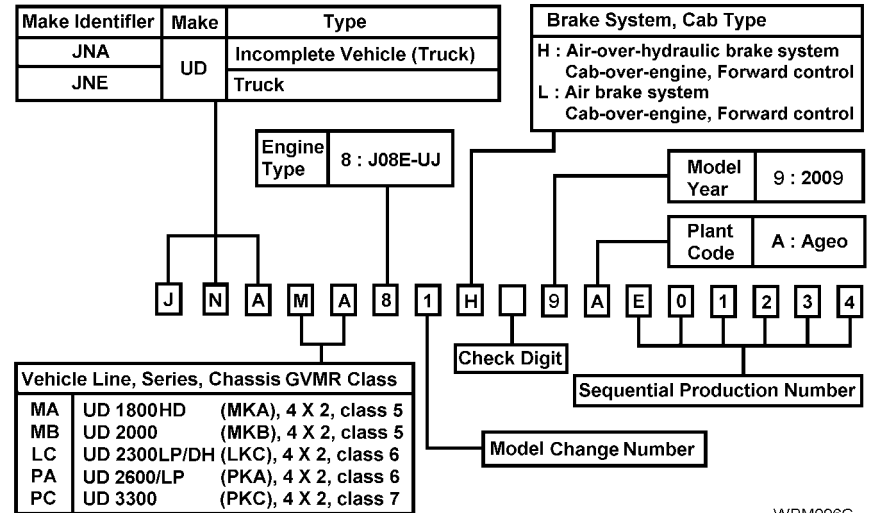 Make Identifier Make Type
JNA UD Incomplete Vehicle (Truck)
JNE Truck
Brake System, Cab Type
H : Air-over-hydraulic brake system
Cab-over-engine, Forward control
L : Air brake system
Cab-over-engine, Forward control
Engine
Type
8 : J08E-UJ
Model
Year
9 : 2009
Plant
Code
A : Ageo
J N A M A 8 1 H 9 A E 0 1 2 3 4
Check Digit
Sequential Production Number
Model Change Number
Vehicle Line, Series, Chassis GVMR Class
MA UD 1800HD (MKA), 4 X 2, class 5
MB UD 2000 (MKB), 4 X 2, class 5
LC UD 2300LP/DH (LKC), 4 X 2, class 6
PA UD 2600/LP (PKA), 4 X 2, class 6
PC UD 3300 (PKC), 4 X 2, class 7